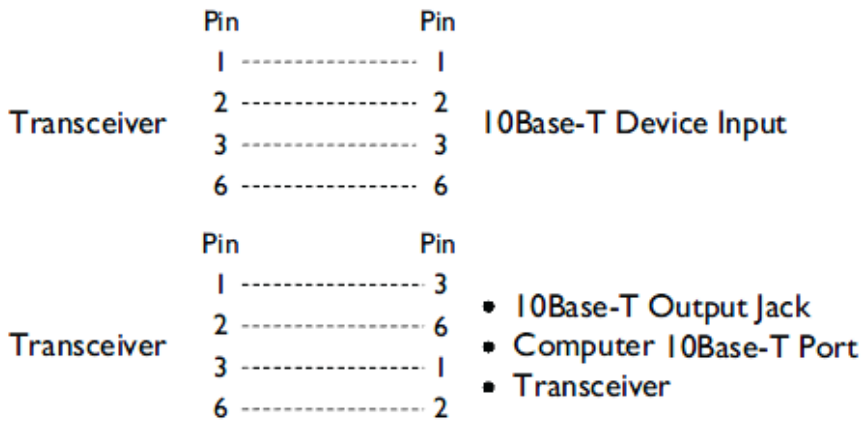 Pin Pin
1 1
2 2
Transceiver 10Base-T Device Input
3 3
6 6
Pin Pin
1 3
• 10Base-T Output Jack
2 6
Transceiver • Computer 10Base-T Port
3 1
• Transceiver
6 2